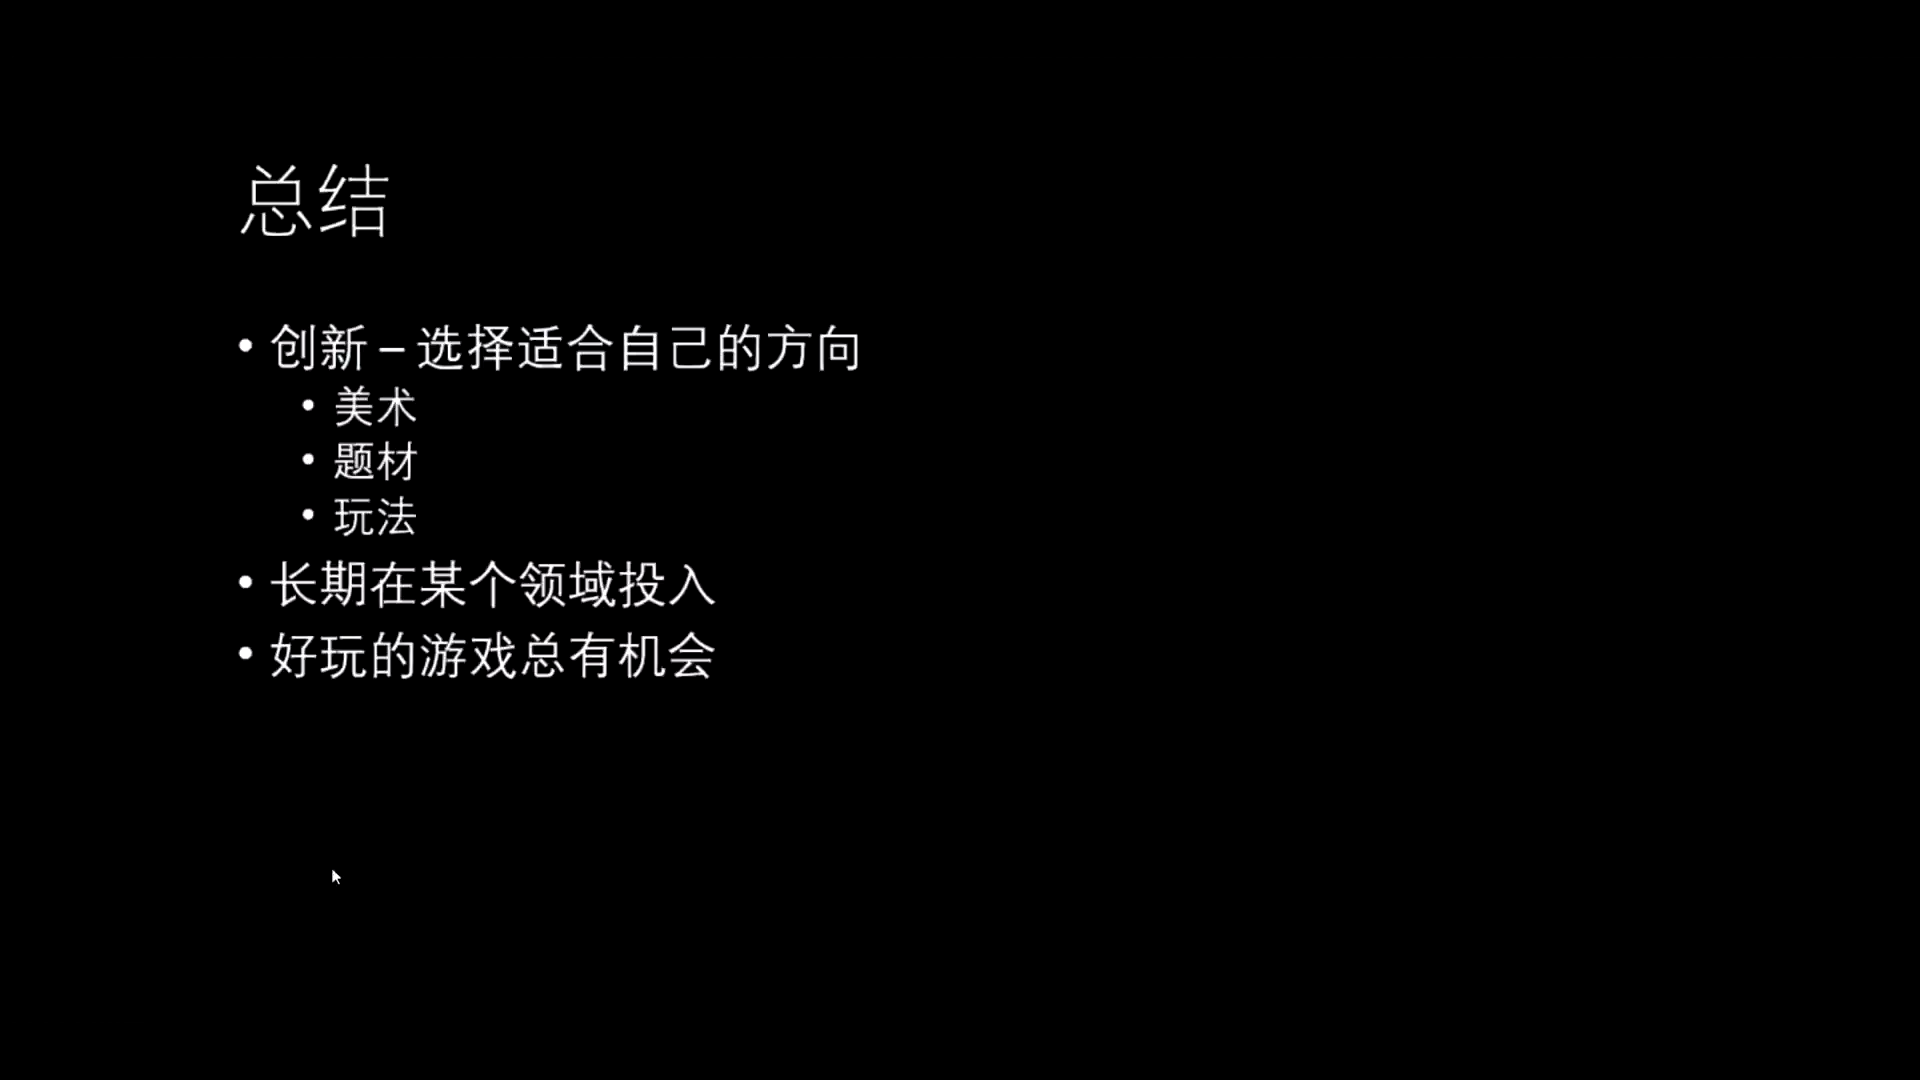 总结
• 创新 – 选择适合自己的方向
• 美术
• 题材
• 玩法
• 长期在某个领域投入
• 好玩的游戏总有机会